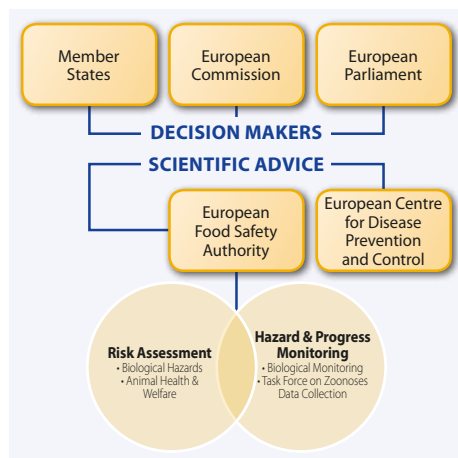 Member
States
European
Commission
European
Parliament
DECISION MAKERS
SCIENTIFIC ADVICE
European
Food Safety
Authority
European Centre
for Disease
Prevention
and Control
Risk Assessment
• Biological Hazards
• Animal Health &
Welfare
Hazard & Progress
Monitoring
• Biological Monitoring
• Task Force on Zoonoses
Data Collection